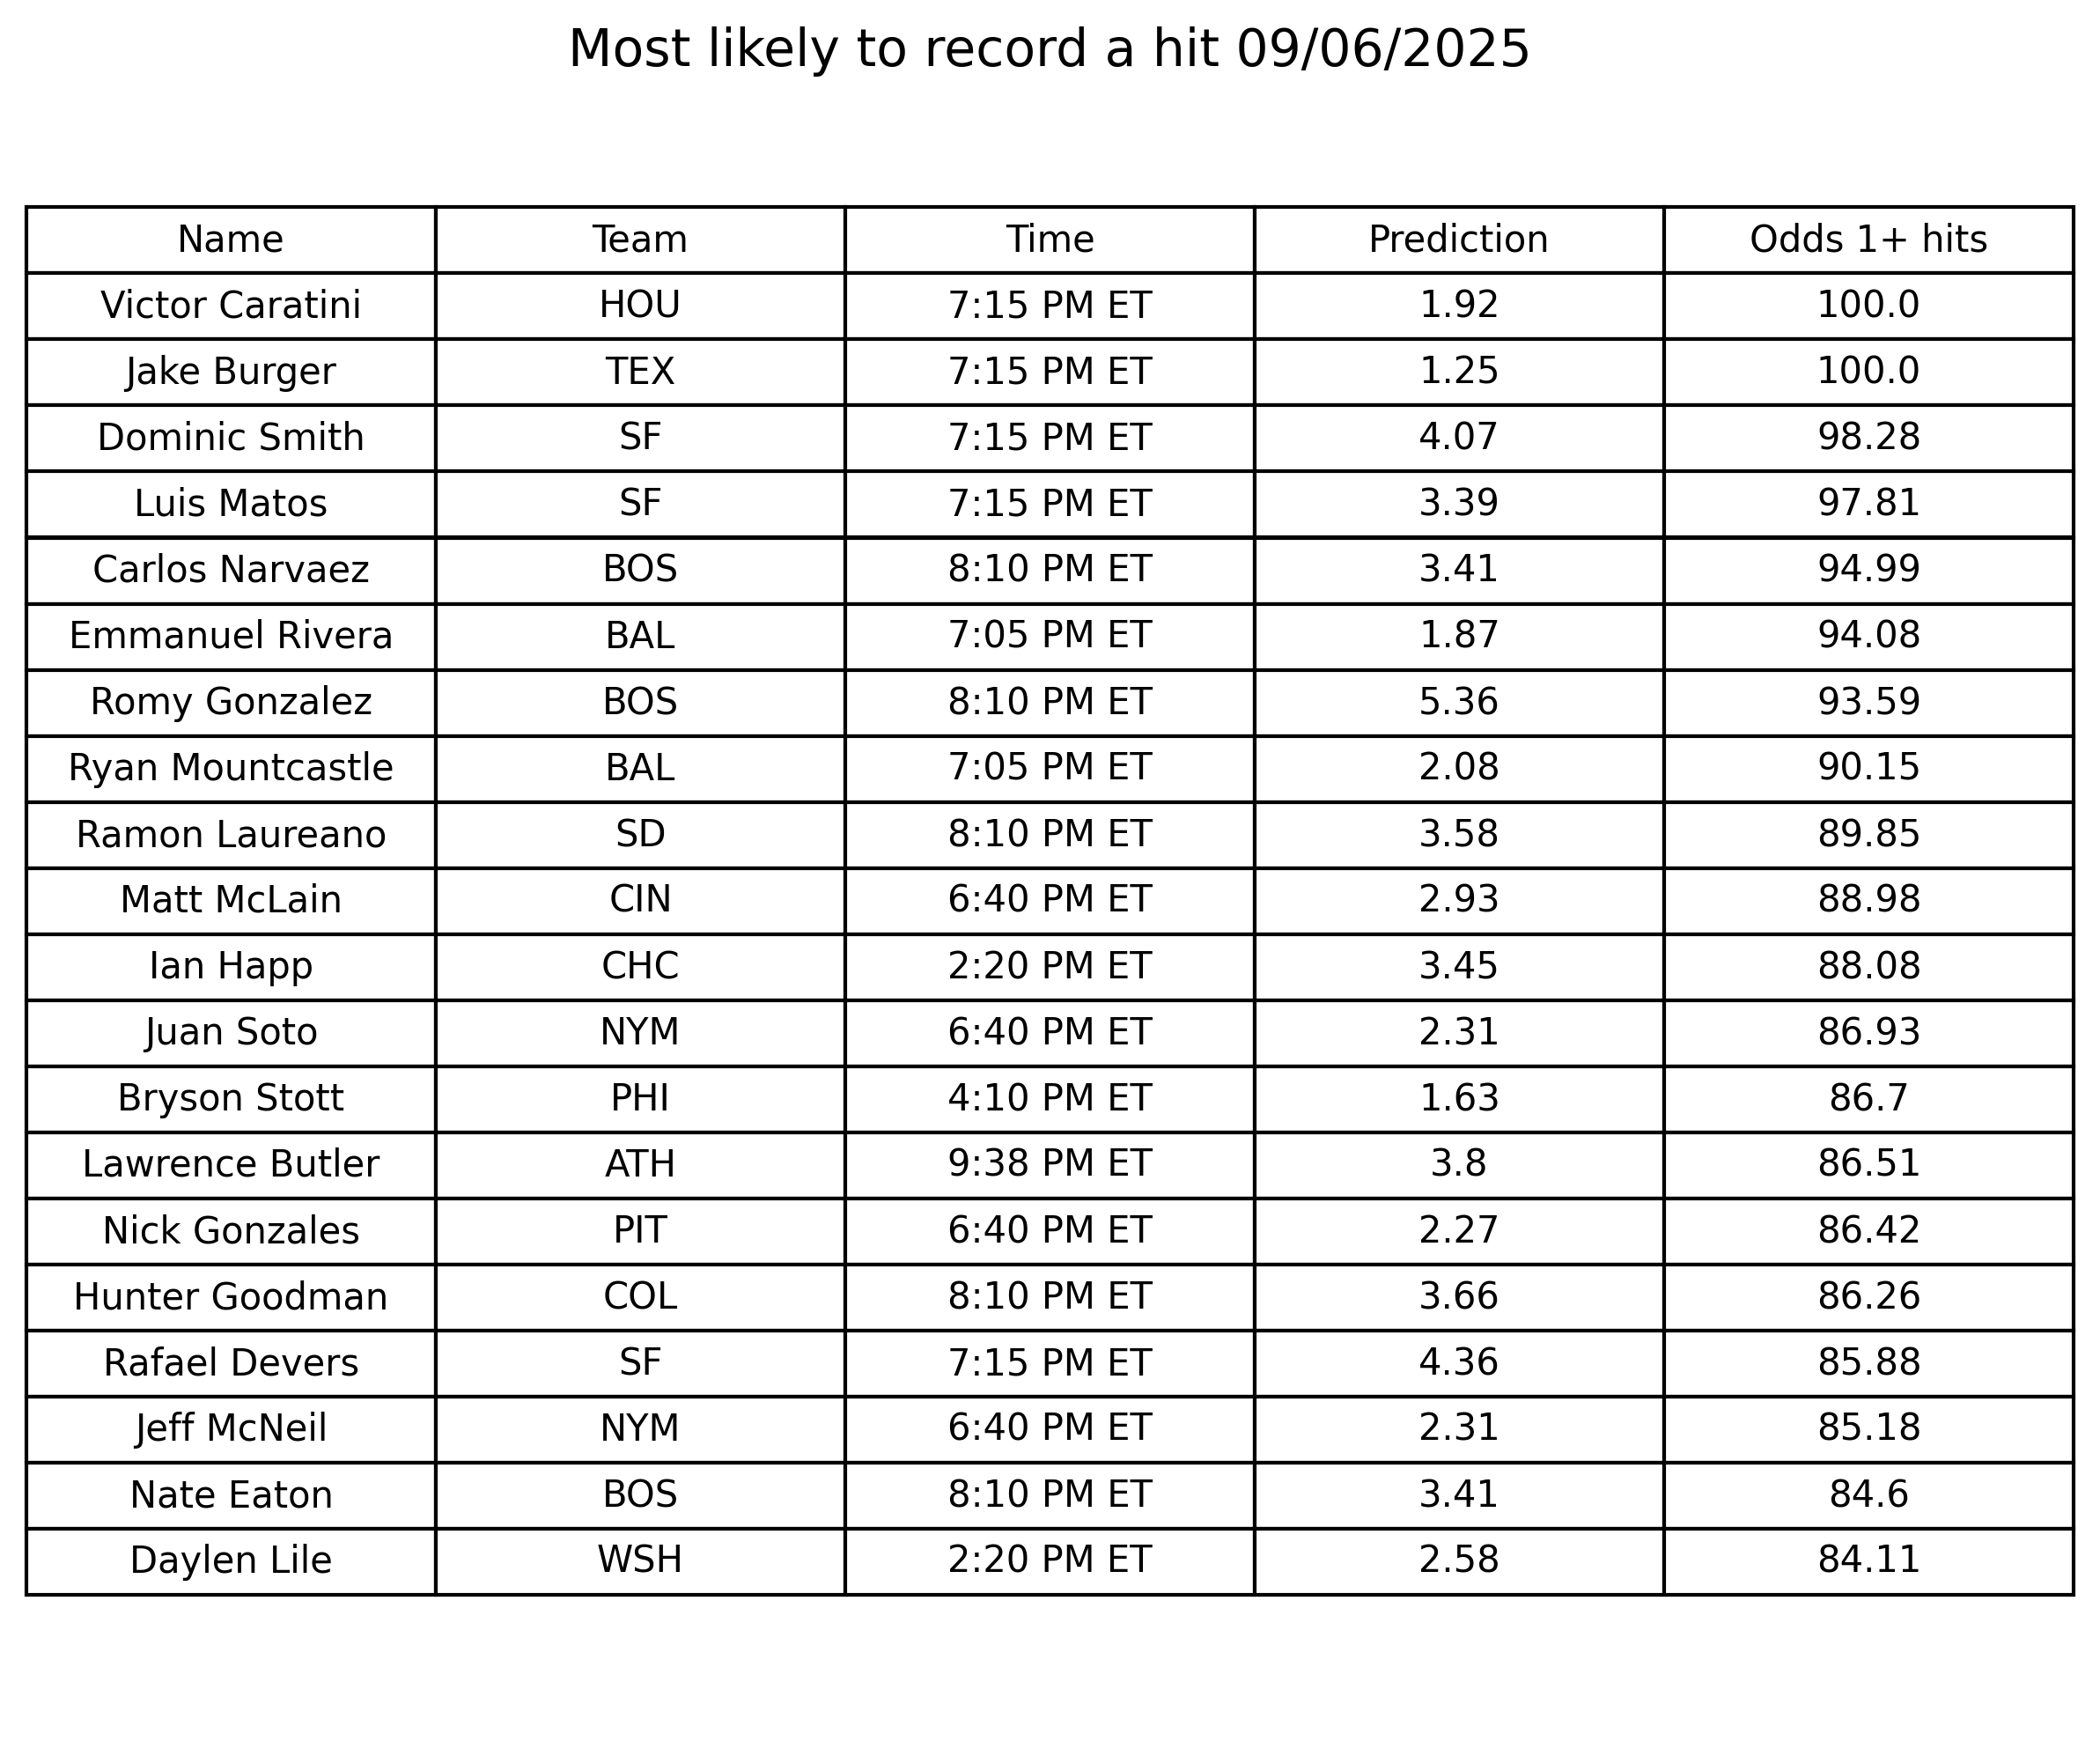 Most likely to record a hit 09/06/2025
Name Team Time Prediction Odds 1+ hits
Victor Caratini HOU 7:15 PM ET 1.92 100.0
Jake Burger TEX 7:15 PM ET 1.25 100.0
Dominic Smith SF 7:15 PM ET 4.07 98.28
Luis Matos SF 7:15 PM ET 3.39 97.81
Carlos Narvaez BOS 8:10 PM ET 3.41 94.99
Emmanuel Rivera BAL 7:05 PM ET 1.87 94.08
Romy Gonzalez BOS 8:10 PM ET 5.36 93.59
Ryan Mountcastle BAL 7:05 PM ET 2.08 90.15
Ramon Laureano SD 8:10 PM ET 3.58 89.85
Matt McLain CIN 6:40 PM ET 2.93 88.98
Ian Happ CHC 2:20 PM ET 3.45 88.08
Juan Soto NYM 6:40 PM ET 2.31 86.93
Bryson Stott PHI 4:10 PM ET 1.63 86.7
Lawrence Butler ATH 9:38 PM ET 3.8 86.51
Nick Gonzales PIT 6:40 PM ET 2.27 86.42
Hunter Goodman COL 8:10 PM ET 3.66 86.26
Rafael Devers SF 7:15 PM ET 4.36 85.88
Jeff McNeil NYM 6:40 PM ET 2.31 85.18
Nate Eaton BOS 8:10 PM ET 3.41 84.6
Daylen Lile WSH 2:20 PM ET 2.58 84.11